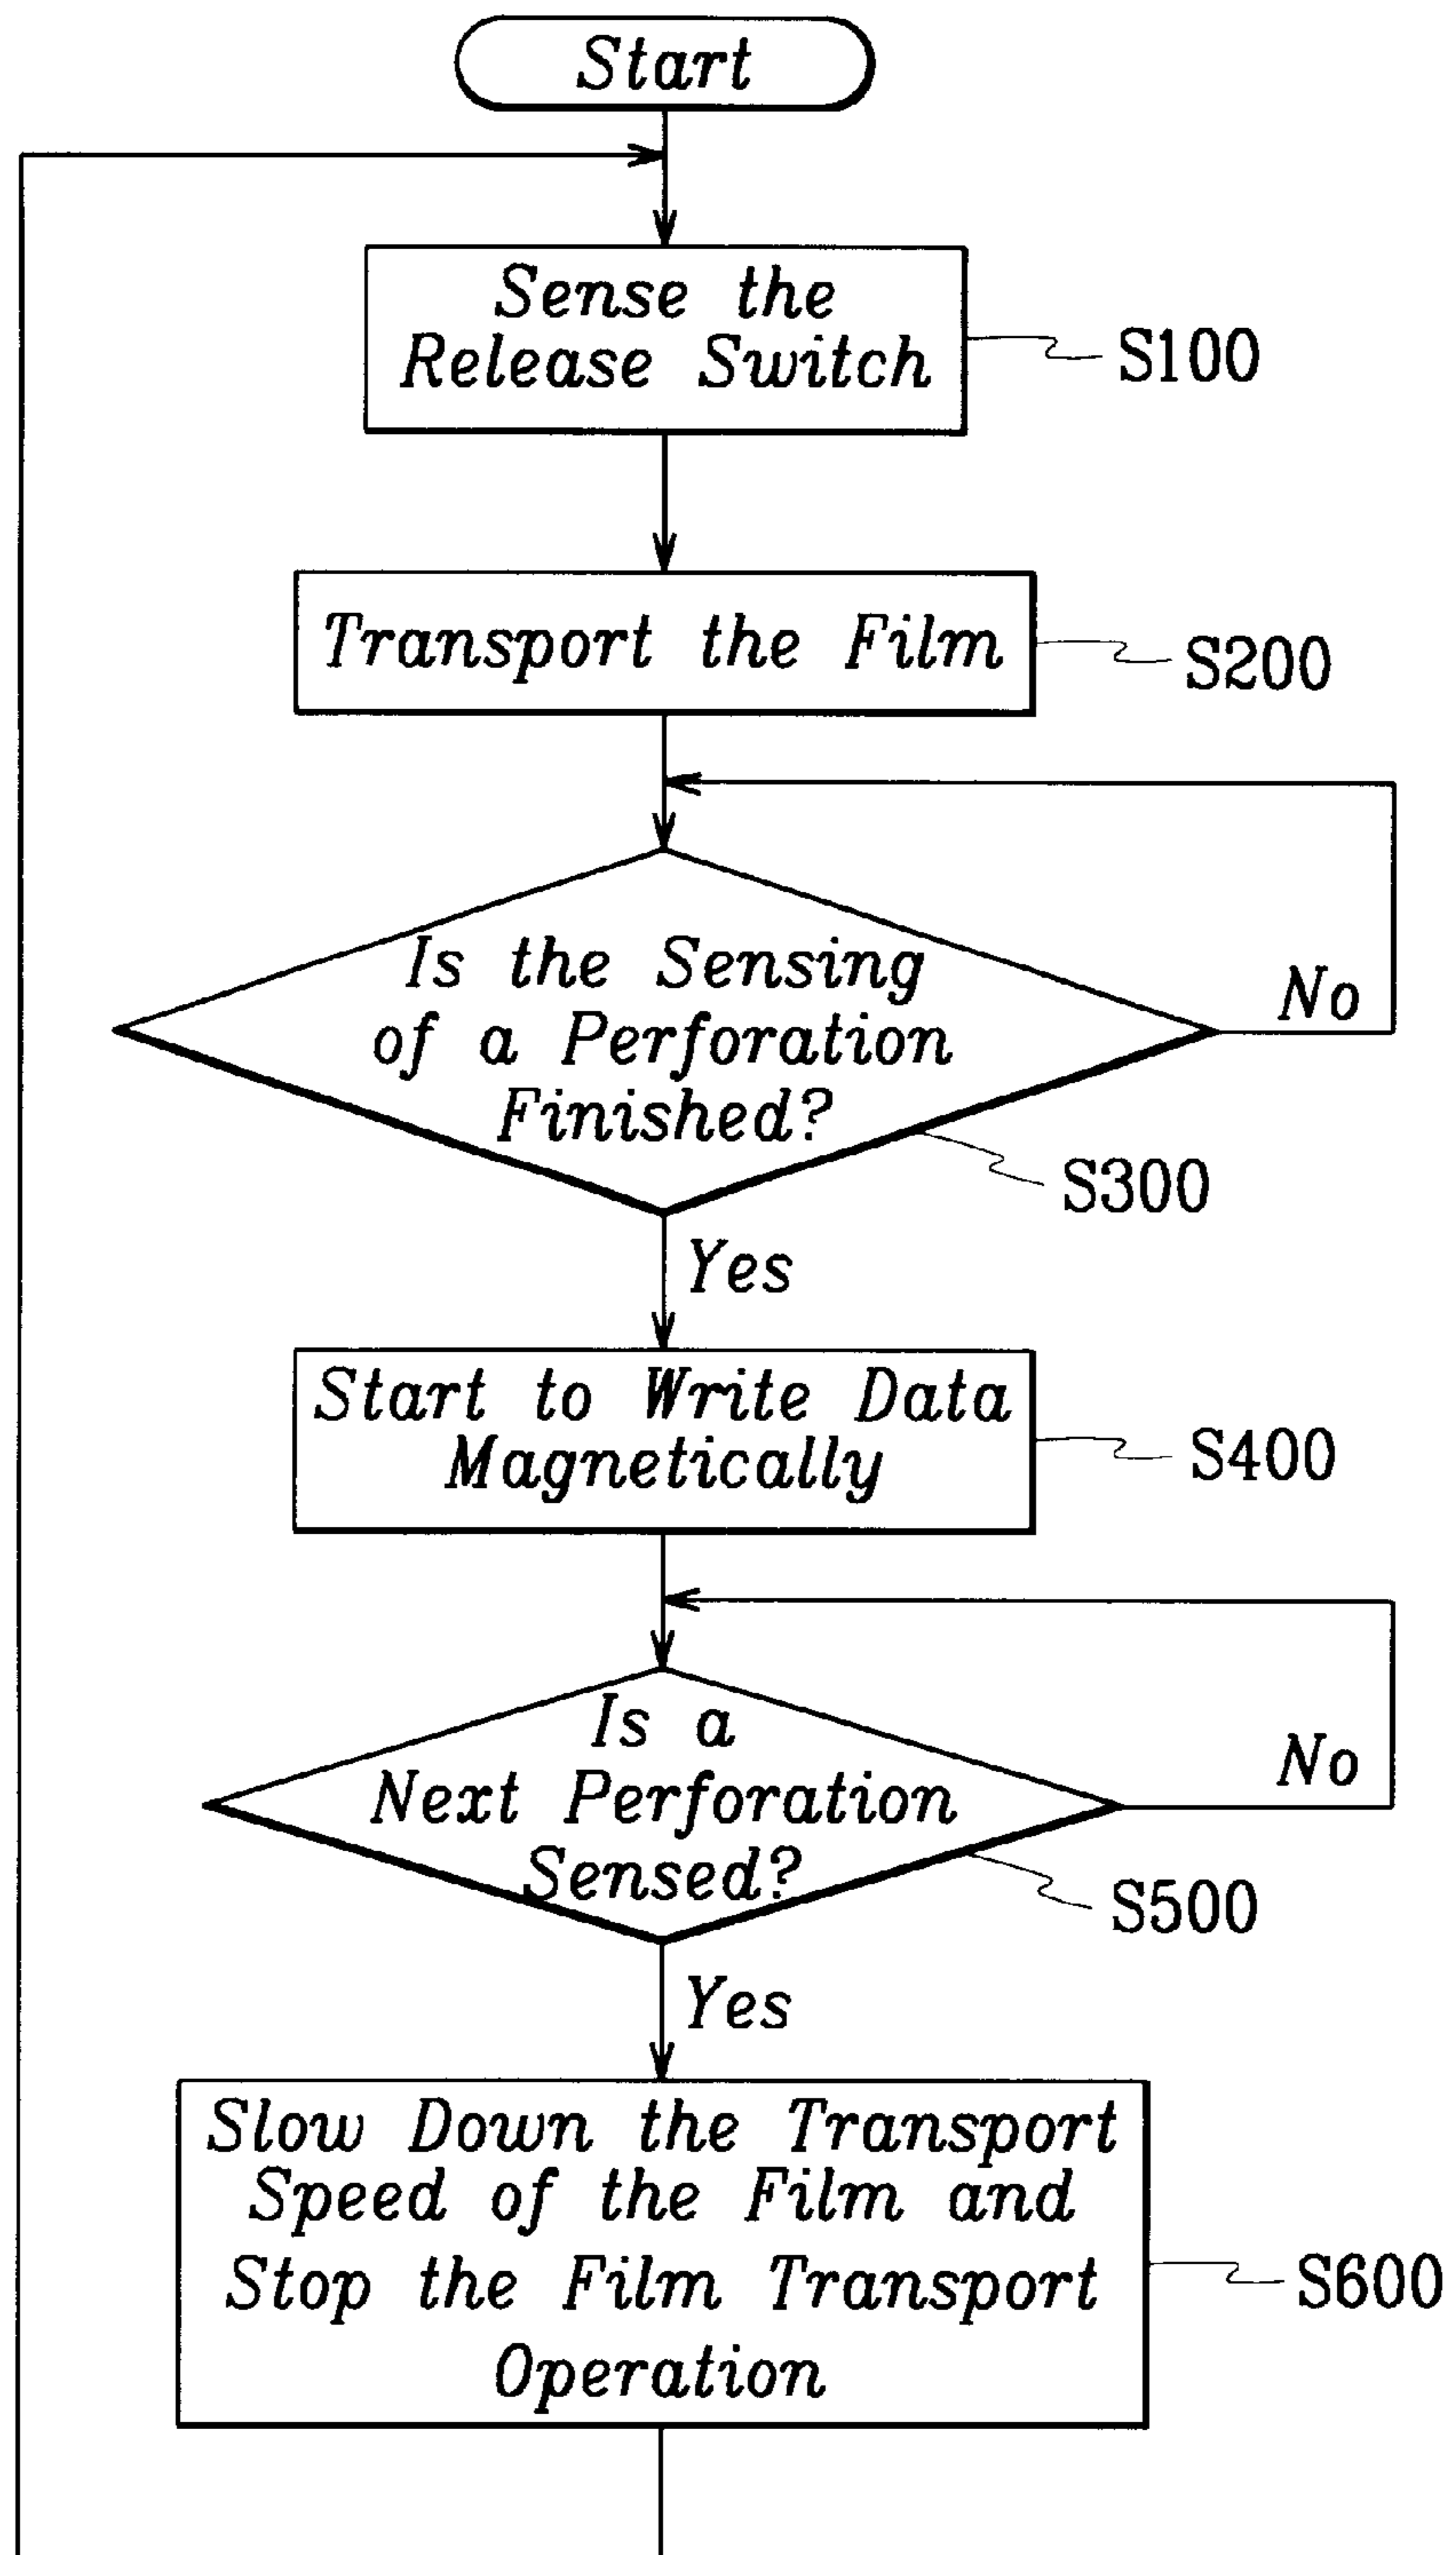 Start
Sense the
Release Switch
S100
Transport the Film
S200
Is the Sensing
of a Perforation
Finished?
No
S300
Yes
Start to Write Data
Magnetically
S400
Is a
Next Perforation
Sensed?
No
S500
Yes
Slow Down the Transport
Speed of the Film and
Stop the Film Transport
Operation
S600